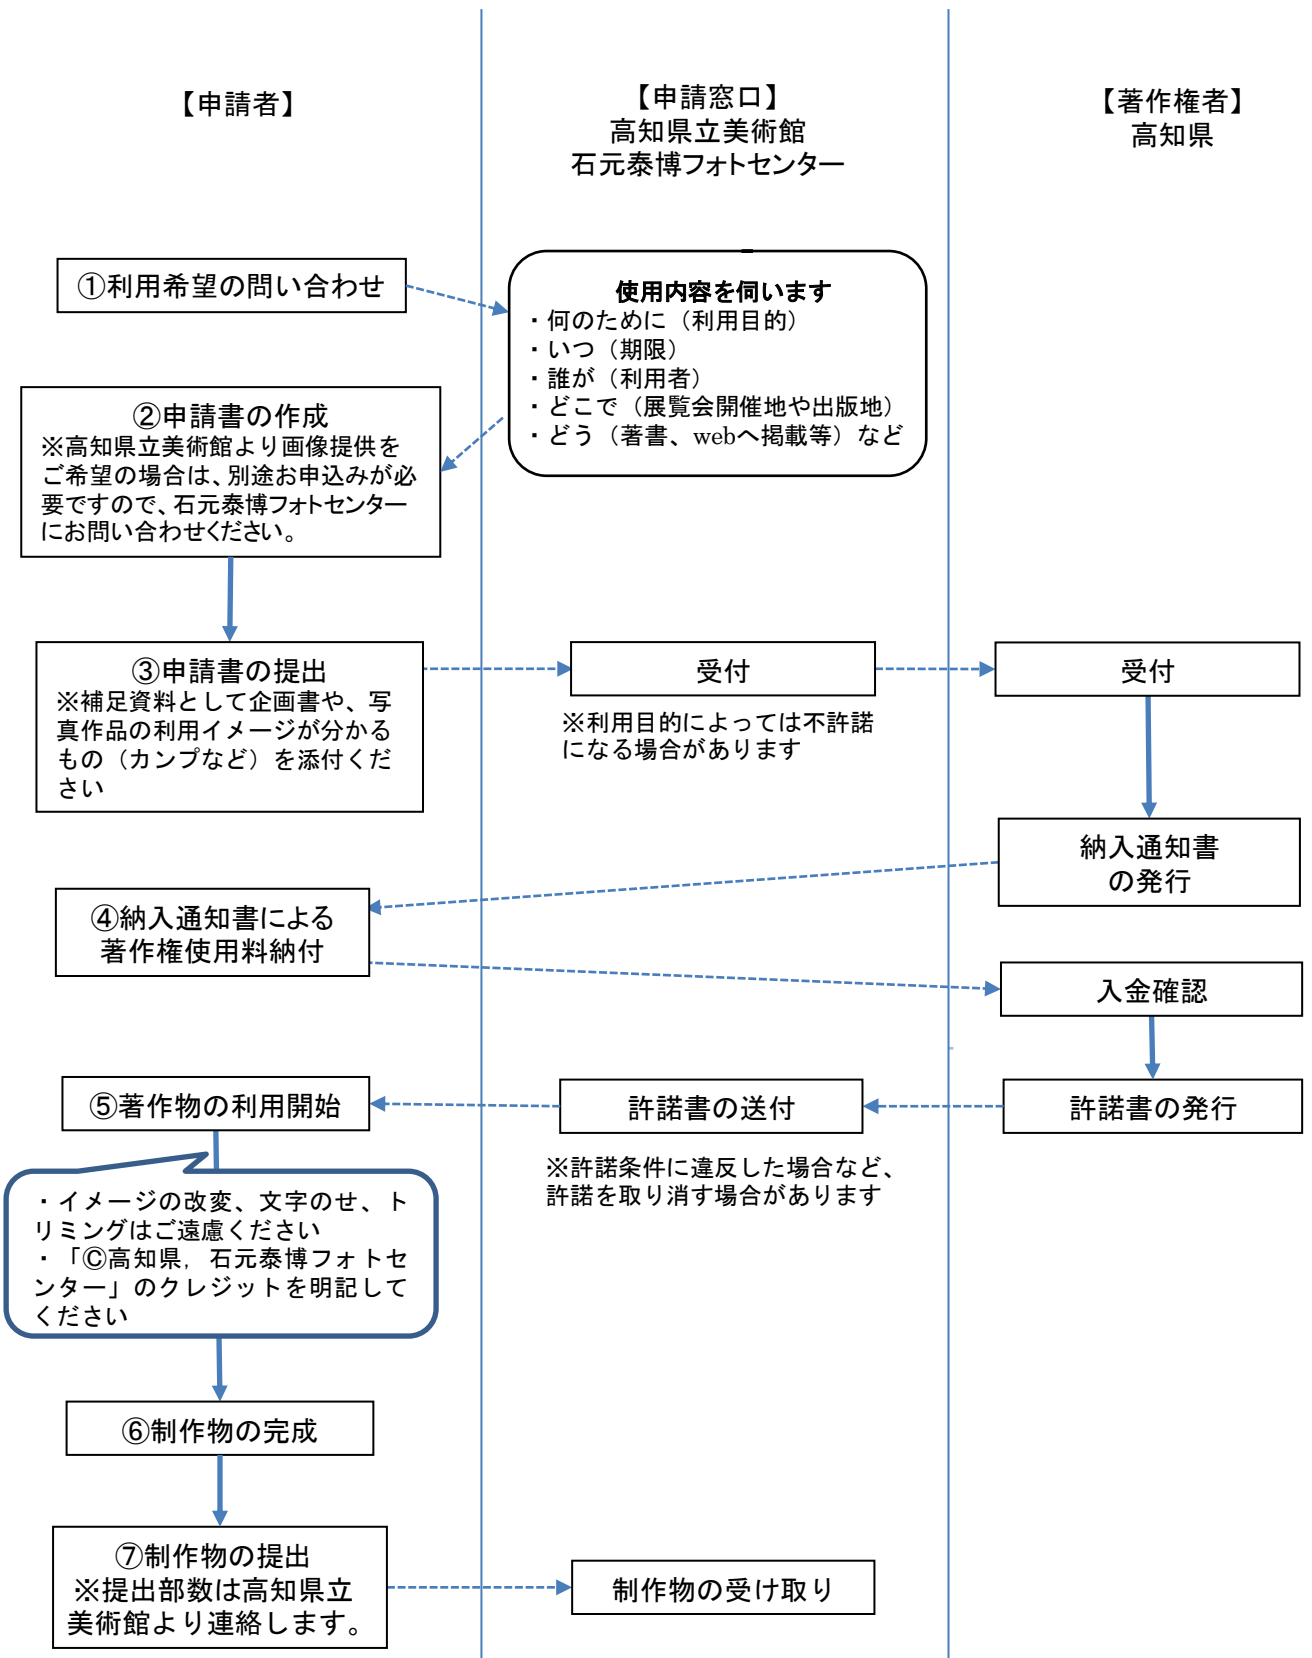 【申請者】
【申請窓口】
高知県立美術館
石元泰博フォトセンター
【著作権者】
高知県
①利用希望の問い合わせ
使用内容を伺います
・何のために（利用目的）
・いつ（期限）
・誰が（利用者）
・どこで（展覧会開催地や出版地）
・どう（著書、webへ掲載等）など
②申請書の作成
※高知県立美術館より画像提供を
ご希望の場合は、別途お申込みが必
要ですので、石元泰博フォトセンター
にお問い合わせください。
③申請書の提出
※補足資料として企画書や、写
真作品の利用イメージが分かる
もの（カンプなど）を添付くだ
さい
受付
※利用目的によっては不許諾
になる場合があります
受付
納入通知書
の発行
④納入通知書による
著作権使用料納付
入金確認
⑤著作物の利用開始
許諾書の送付
許諾書の発行
※許諾条件に違反した場合など、
許諾を取り消す場合があります
・イメージの改変、文字のせ、ト
リミングはご遠慮ください
・「Ⓒ高知県，石元泰博フォトセ
ンター」のクレジットを明記して
ください
⑥制作物の完成
⑦制作物の提出
※提出部数は高知県立
美術館より連絡します。
制作物の受け取り